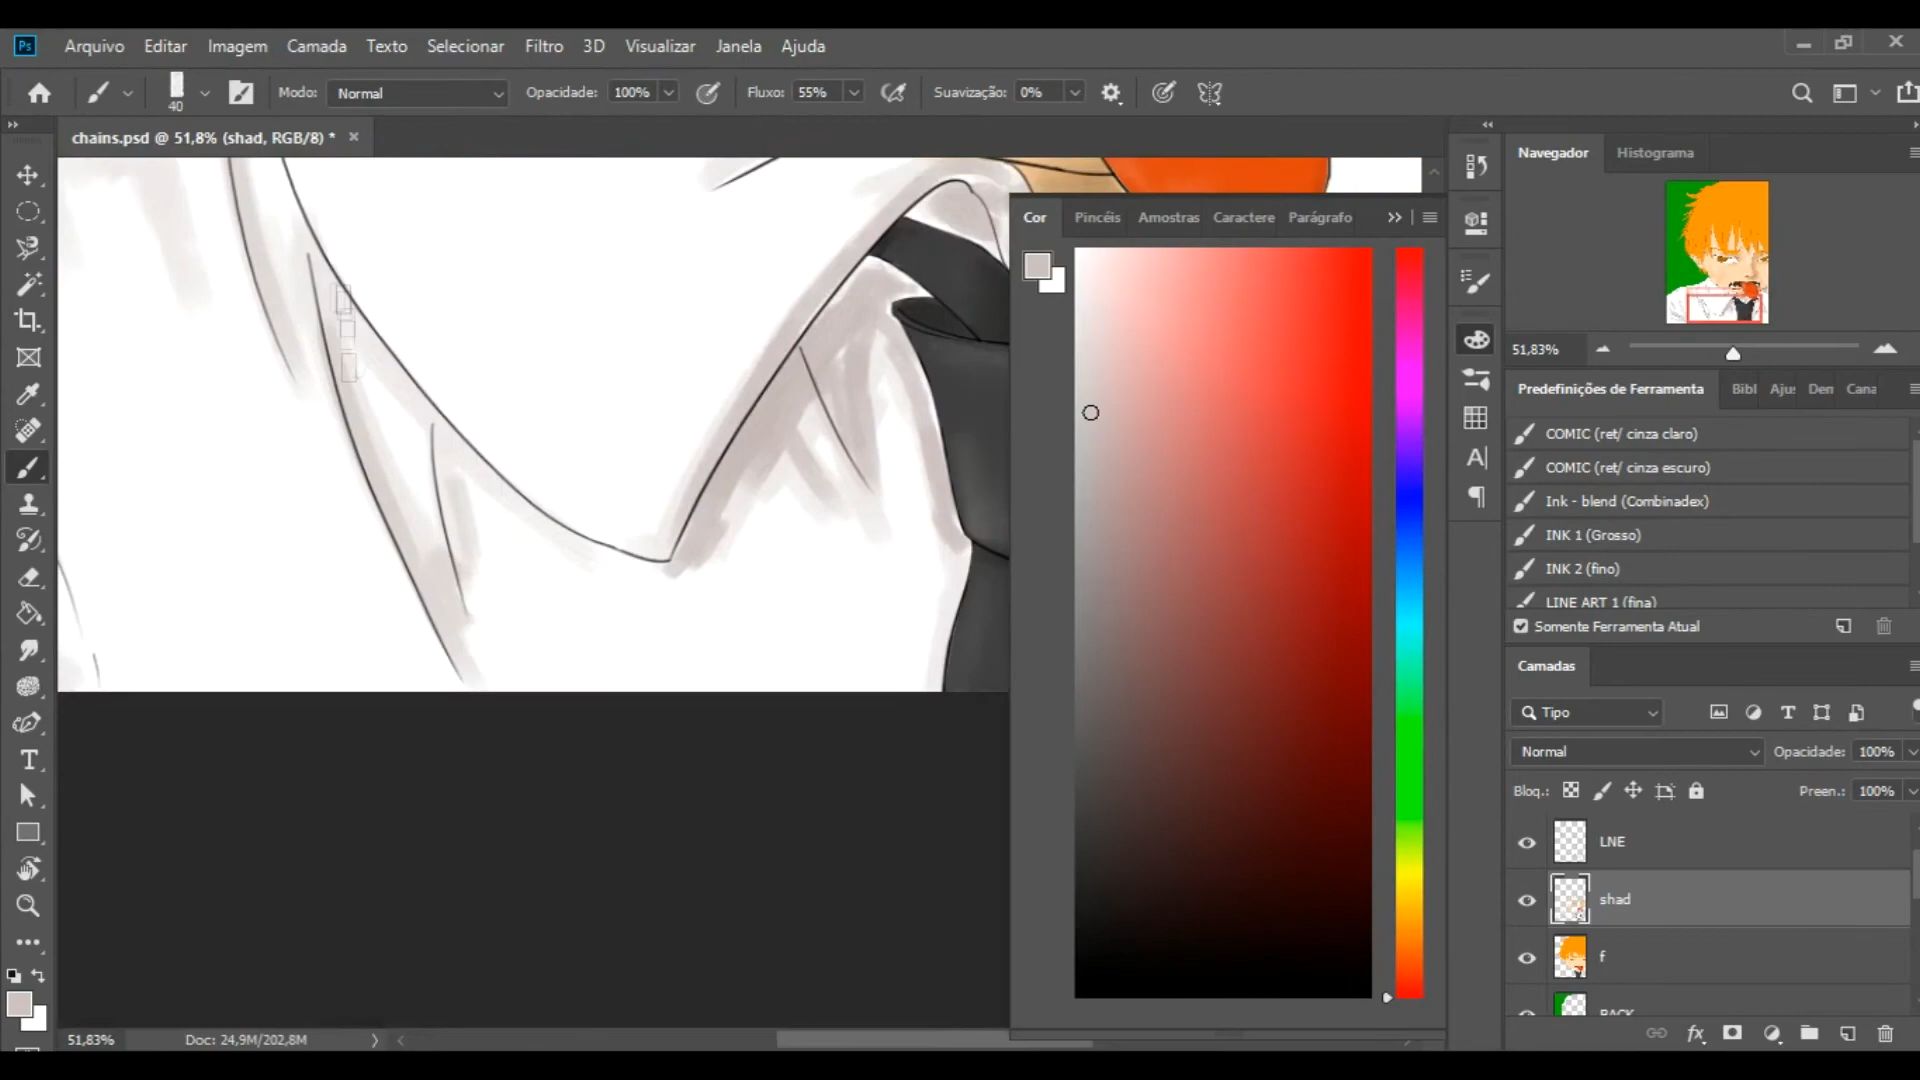 Ps Arquivo Editar Imagem Camada Texto Selecionar Filtro 3D Visualizar Janela Ajuda
40 Modo: Normal Opacidade: 100% Fluxo: 55% Suavização: 0%
chains.psd @ 51,8% (shad, RGB/8) *
Navegador Histograma
Cor Pincéis Amostras Caractere Parágrafo
51,83%
Predefinições de Ferramenta Bibl Aju Den Cana
COMIC (ret/ cinza claro)
COMIC (ret/ cinza escuro)
Ink - blend (Combinadex)
INK 1 (Grosso)
INK 2 (fino)
LINE ART 1 (fina)
Somente Ferramenta Atual
Camadas
Tipo
Normal Opacidade: 100%
Bloq.: Preen.: 100%
LNE
shad
f
BACK
51,83% Doc: 24,9M/202,8M